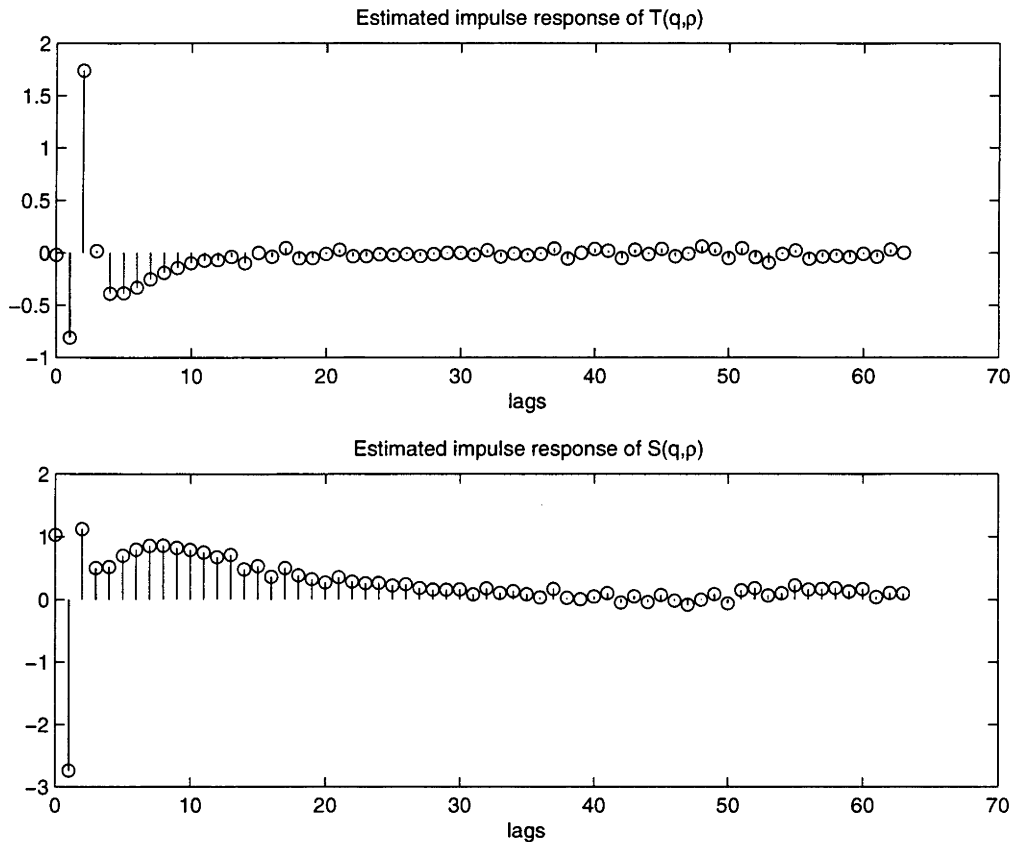 Estimated impulse response of T(q,ρ)
2
1.5
1
0.5
0
−0.5
−1
0 10 20 30 40 50 60 70
lags
Estimated impulse response of S(q,ρ)
2
1
0
−1
−2
−3
0 10 20 30 40 50 60 70
lags